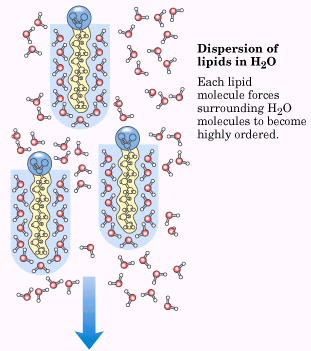 Dispersion of
lipids in H₂O
Each lipid
molecule forces
surrounding H₂O
molecules to become
highly ordered.